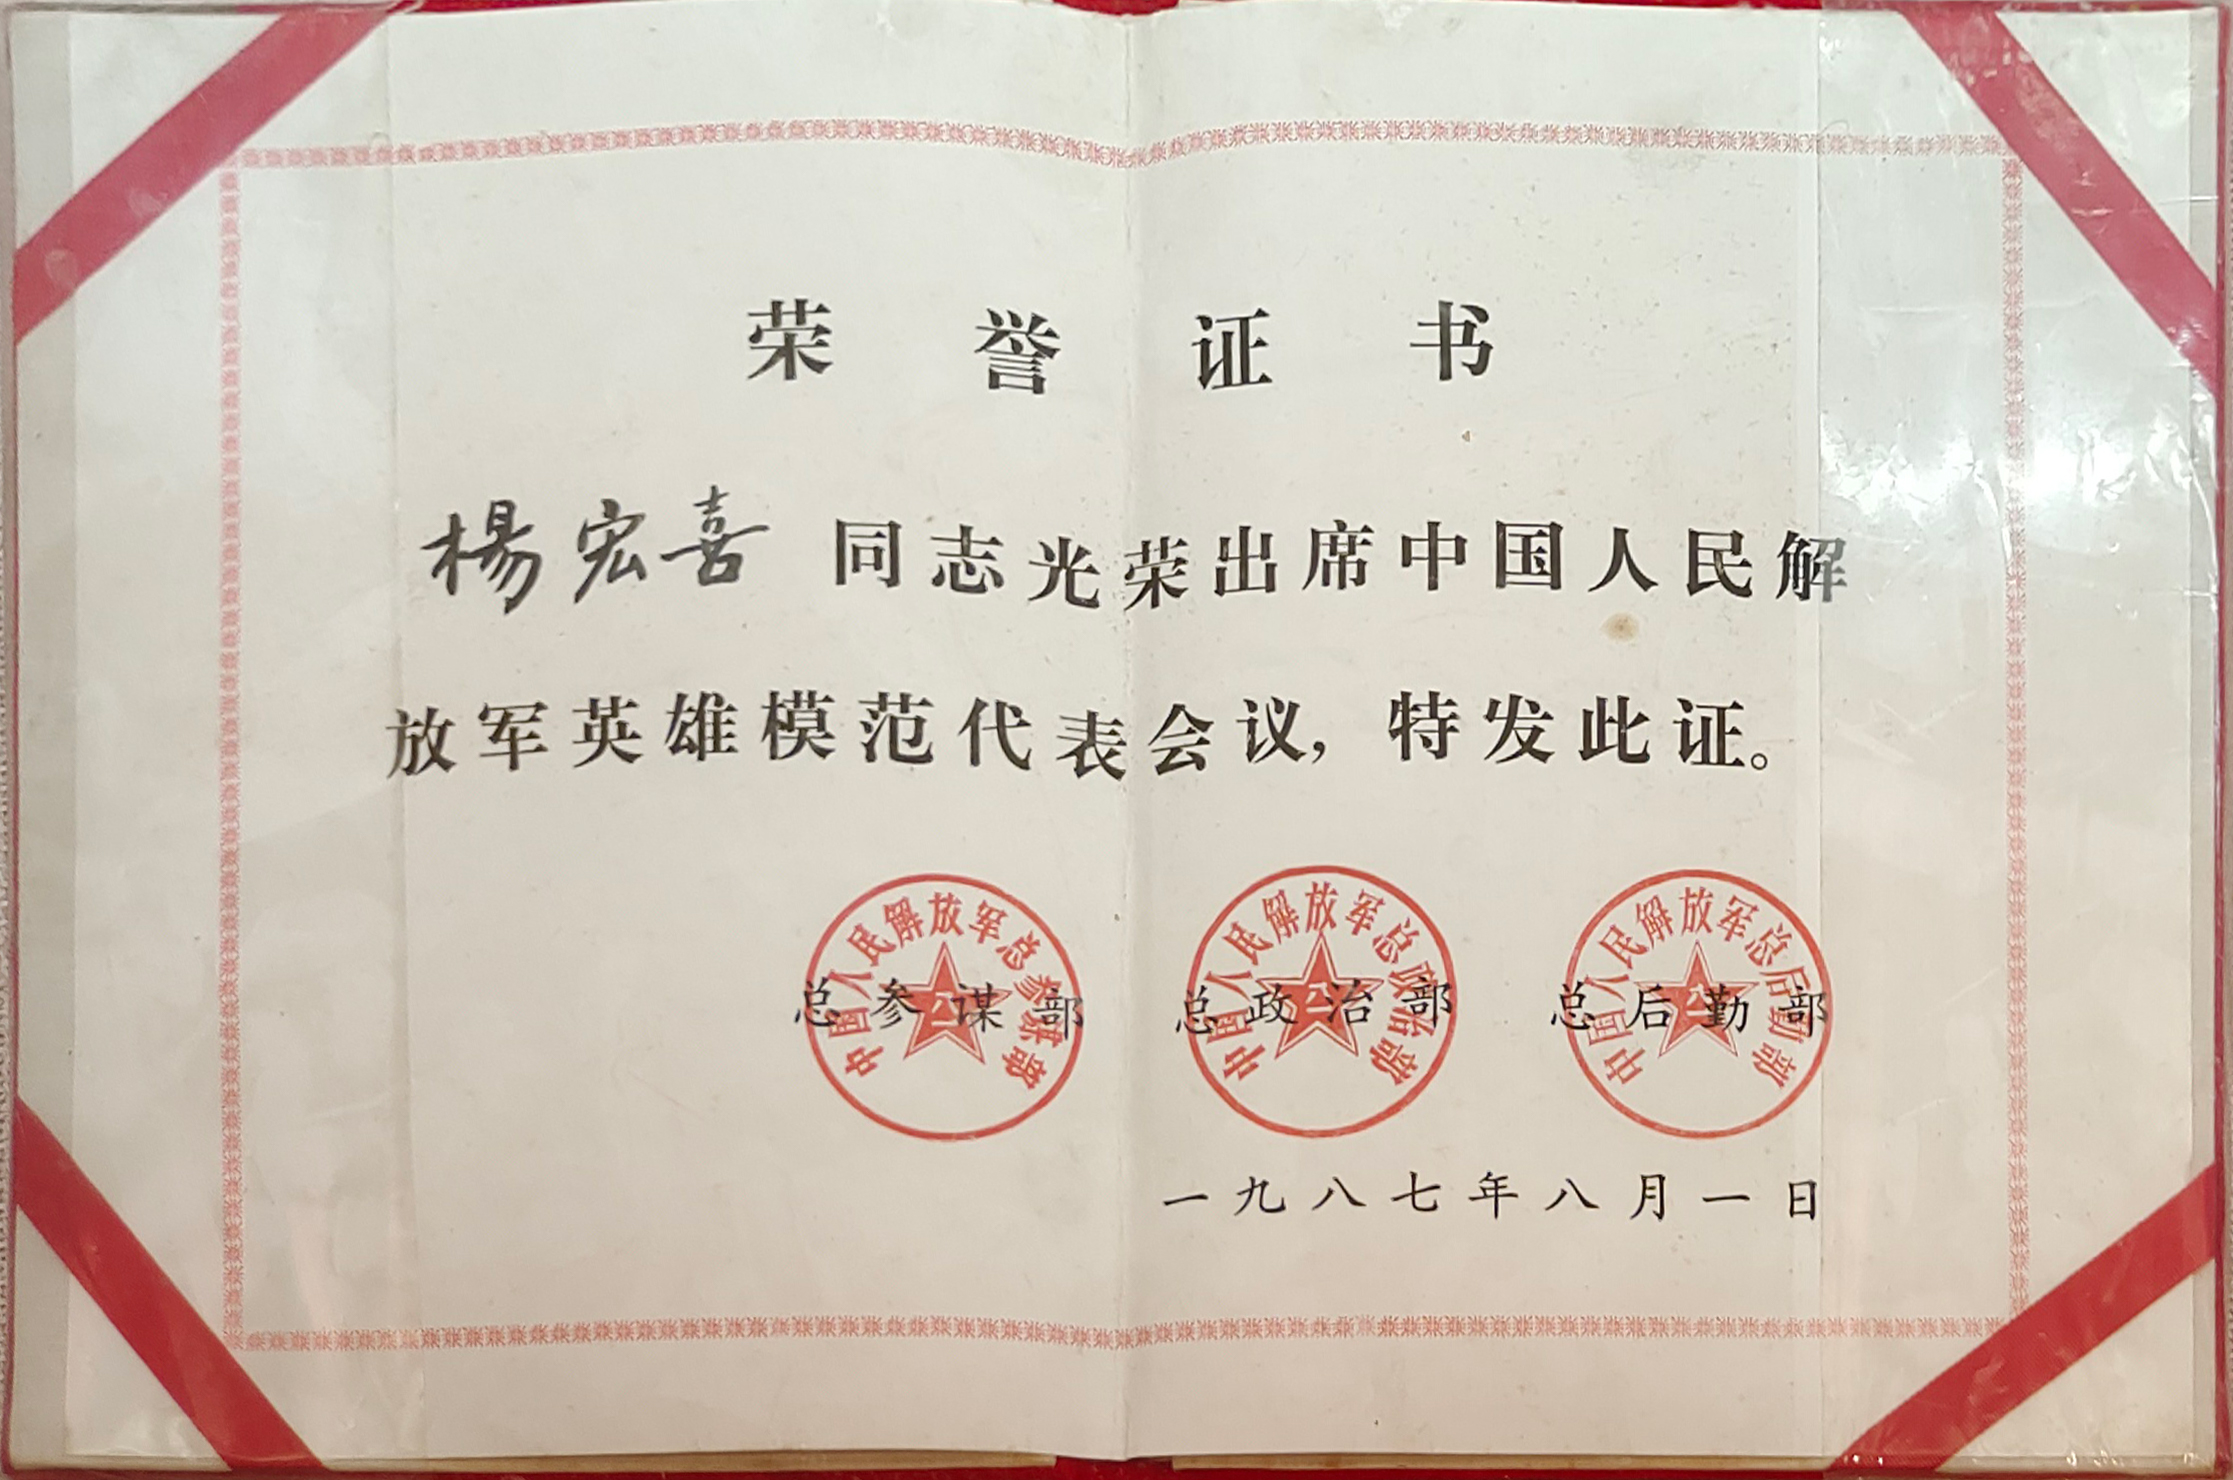 荣誉证书
楊宏喜同志光荣出席中国人民解
放军英雄模范代表会议，特发此证。
中国人民解放军总参谋部
总参谋部
中国人民解放军总政治部
总政治部
中国人民解放军总后勤部
总后勤部
一九八七年八月一日